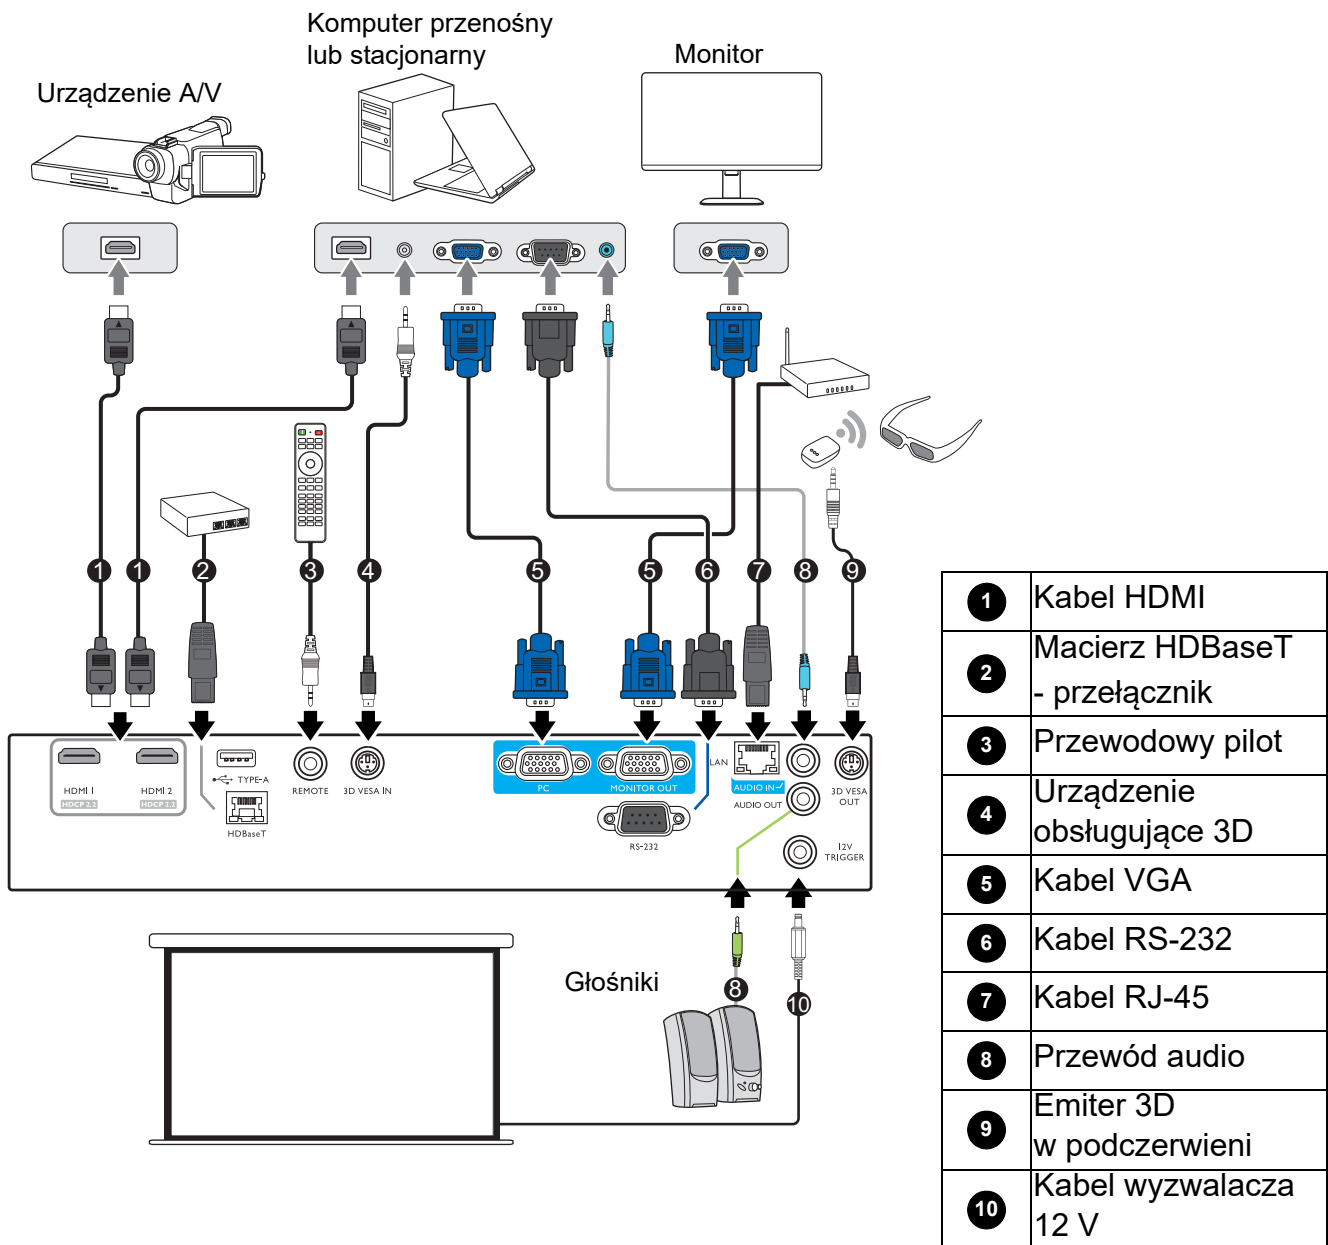 Komputer przenośny
lub stacjonarny
Monitor
Urządzenie A/V
1
1
2
3
4
5
5
6
7
8
9
HDMI 1
HDCP 2.2
HDMI 2
HDCP 2.2
TYPE-A
HDBaseT
REMOTE
3D VESA IN
PC
MONITOR OUT
RS-232
LAN
AUDIO IN
AUDIO OUT
3D VESA
OUT
12V
TRIGGER
Głośniki
8
10
1 Kabel HDMI
2 Macierz HDBaseT
- przełącznik
3 Przewodowy pilot
4 Urządzenie
obsługujące 3D
5 Kabel VGA
6 Kabel RS-232
7 Kabel RJ-45
8 Przewód audio
9 Emiter 3D
w podczerwieni
10 Kabel wyzwalacza
12 V